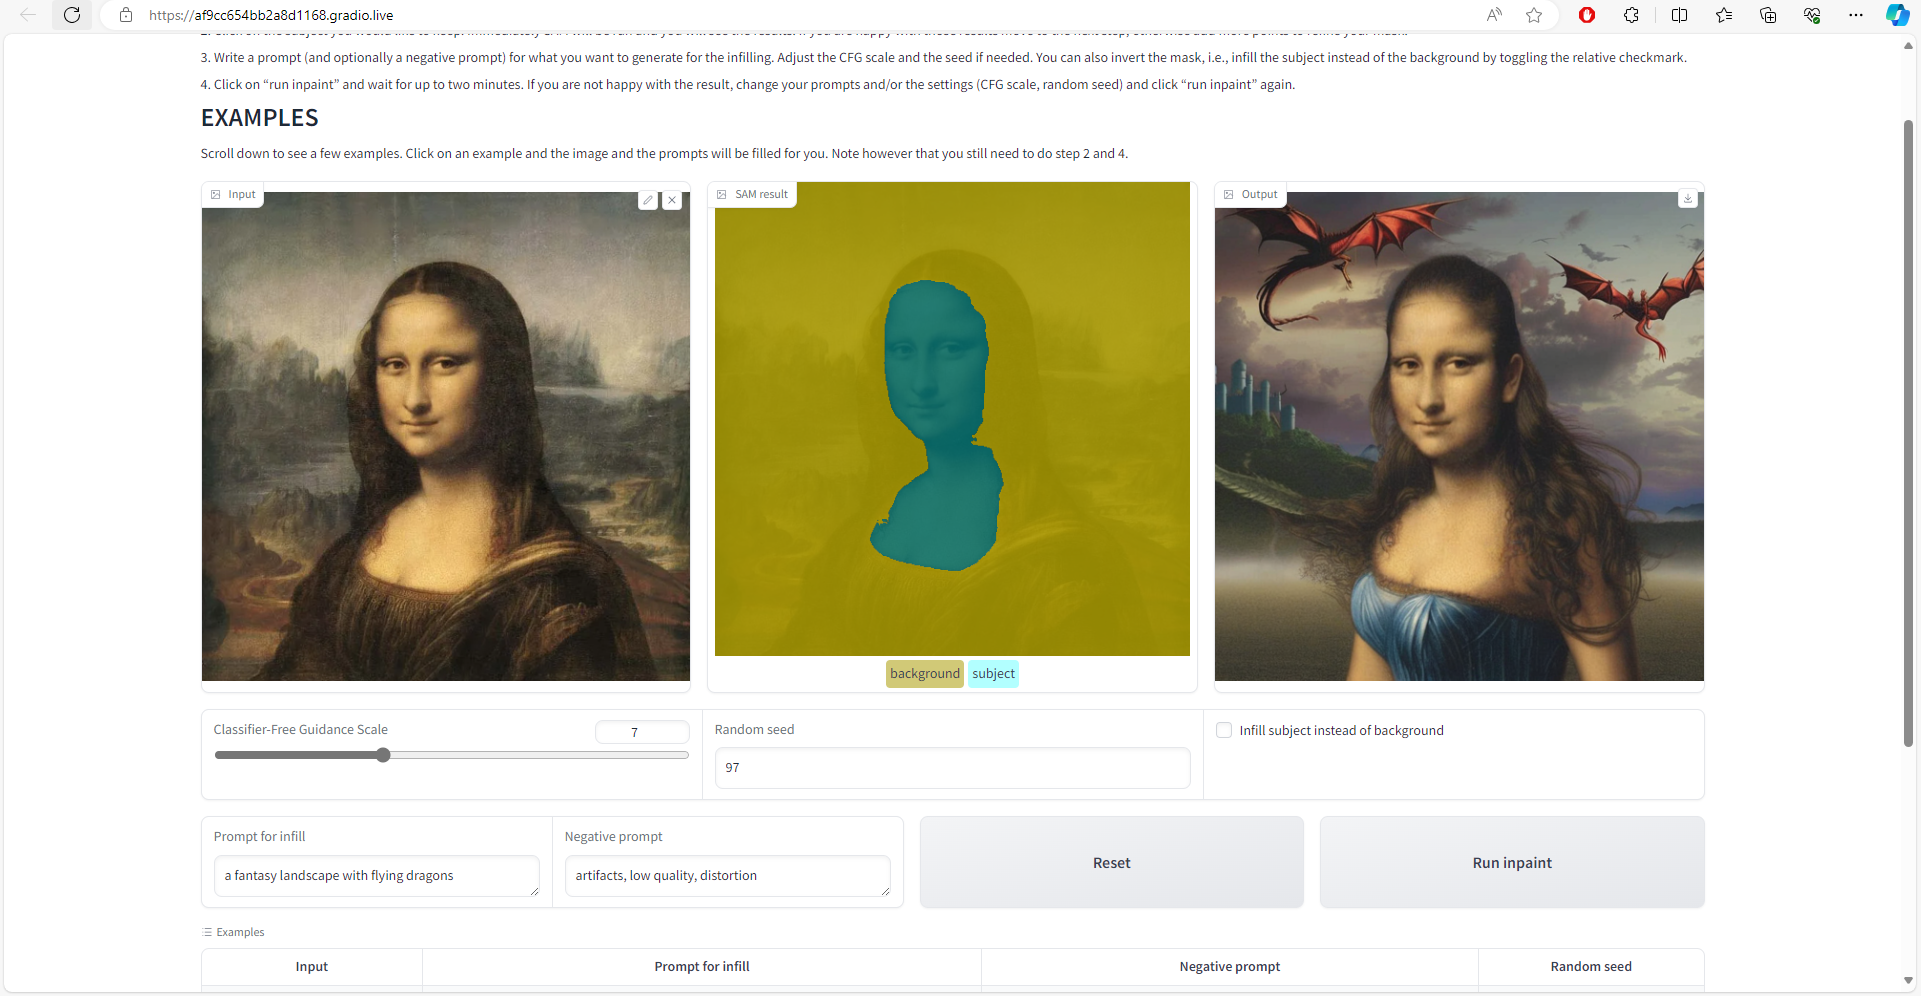 https://af9cc654bb2a8d1168.gradio.live
3. Write a prompt (and optionally a negative prompt) for what you want to generate for the infilling. Adjust the CFG scale and the seed if needed. You can also invert the mask, i.e., infill the subject instead of the background by toggling the relative checkmark.
4. Click on “run inpaint” and wait for up to two minutes. If you are not happy with the result, change your prompts and/or the settings (CFG scale, random seed) and click “run inpaint” again.
EXAMPLES
Scroll down to see a few examples. Click on an example and the image and the prompts will be filled for you. Note however that you still need to do step 2 and 4.
Input
SAM result
Output
background subject
Classifier-Free Guidance Scale
7
Random seed
97
Infill subject instead of background
Prompt for infill
a fantasy landscape with flying dragons
Negative prompt
artifacts, low quality, distortion
Reset
Run inpaint
Examples
Input Prompt for infill Negative prompt Random seed